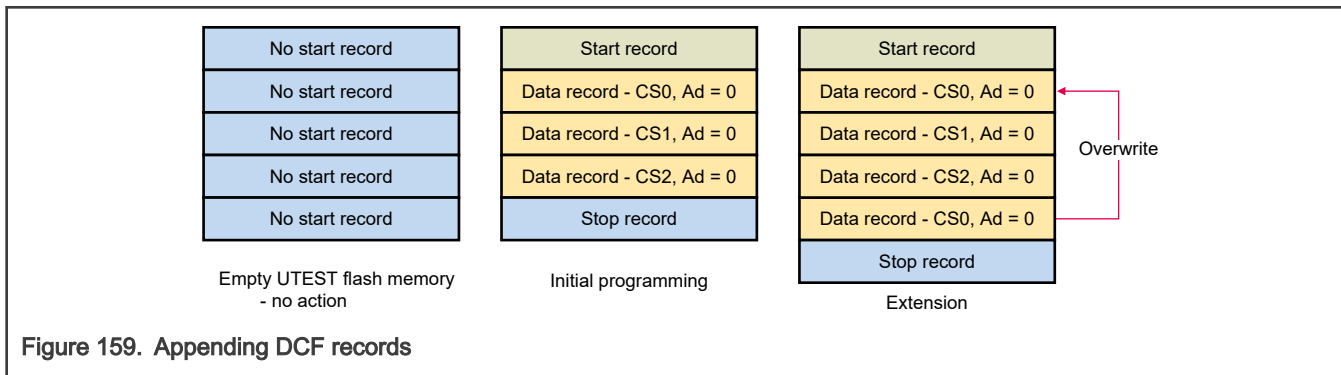 No start record
No start record
No start record
No start record
No start record
Empty UTEST flash memory
- no action
Start record
Data record - CS0, Ad = 0
Data record - CS1, Ad = 0
Data record - CS2, Ad = 0
Stop record
Initial programming
Start record
Data record - CS0, Ad = 0
Data record - CS1, Ad = 0
Data record - CS2, Ad = 0
Data record - CS0, Ad = 0
Stop record
Extension
Overwrite
Figure 159. Appending DCF records